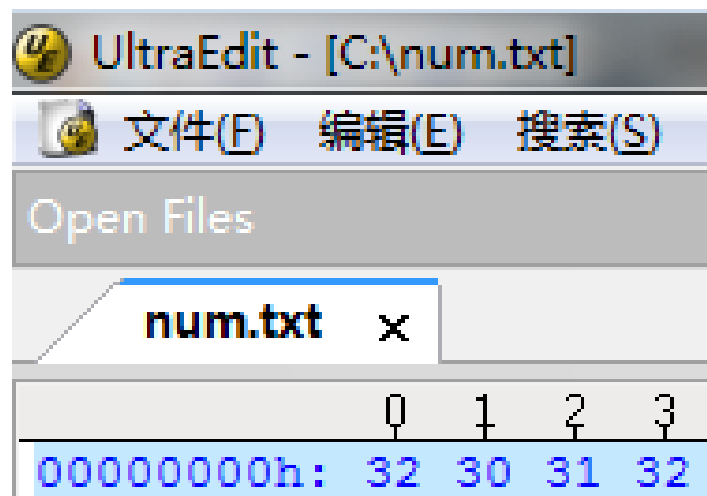 UltraEdit - [C:\num.txt]
文件(F) 编辑(E) 搜索(S)
Open Files
num.txt x
0 1 2 3
00000000h: 32 30 31 32